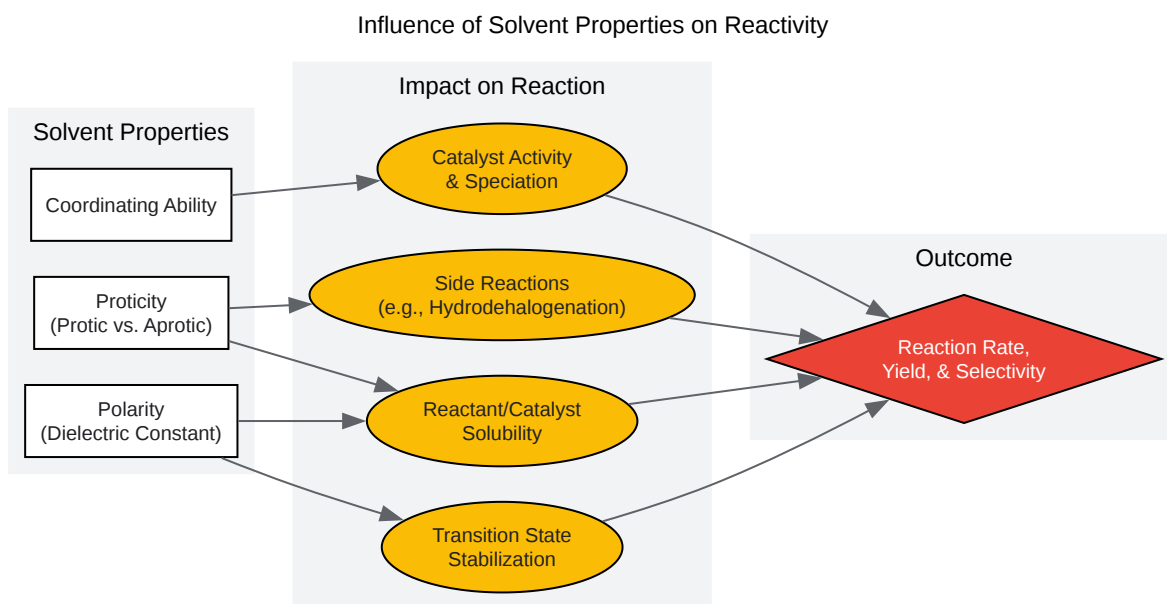 Influence of Solvent Properties on Reactivity
Solvent Properties
Coordinating Ability
Proticity
(Protic vs. Aprotic)
Polarity
(Dielectric Constant)
Impact on Reaction
Catalyst Activity
& Speciation
Side Reactions
(e.g., Hydrodehalogenation)
Reactant/Catalyst
Solubility
Transition State
Stabilization
Outcome
Reaction Rate,
Yield, & Selectivity